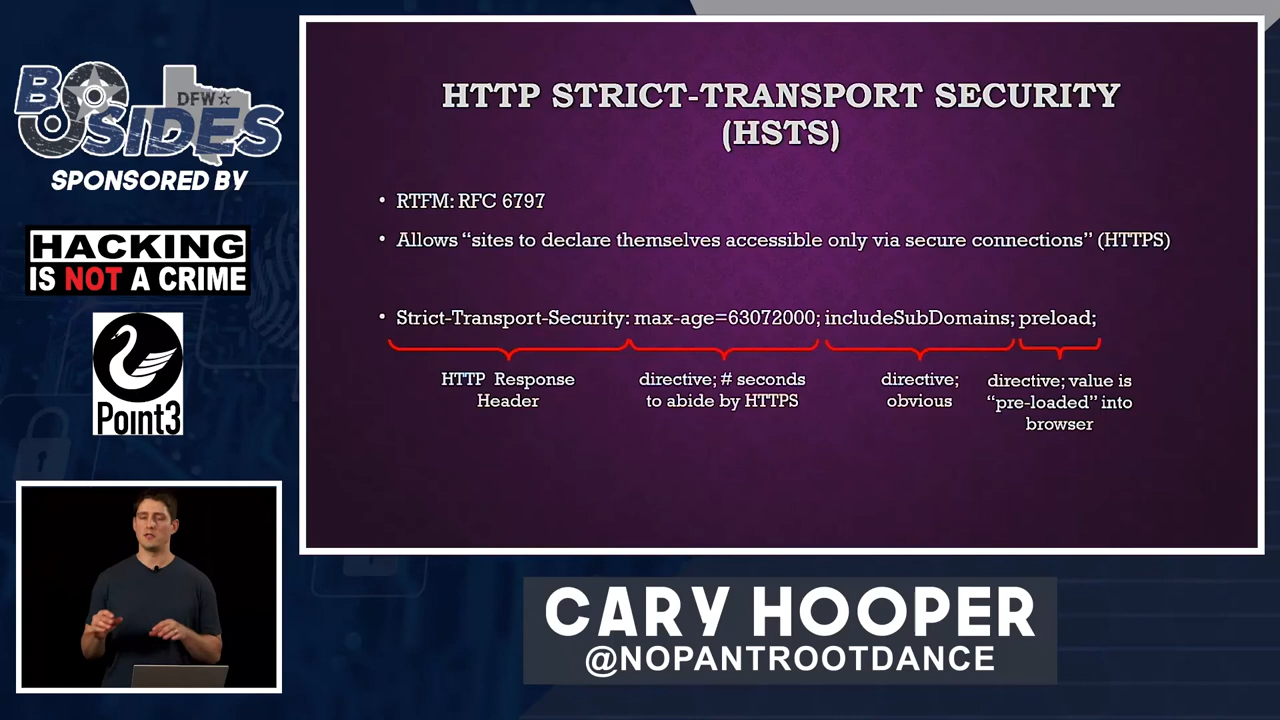 BSIDES
DFW
SPONSORED BY
HACKING
IS NOT A CRIME
Point3
HTTP STRICT-TRANSPORT SECURITY
(HSTS)
• RTFM: RFC 6797
• Allows “sites to declare themselves accessible only via secure connections” (HTTPS)
• Strict-Transport-Security: max-age=63072000; includeSubDomains; preload;
HTTP Response
Header
directive; # seconds
to abide by HTTPS
directive;
obvious
directive; value is
“pre-loaded” into
browser
CARY HOOPER
@NOPANTROOTDANCE